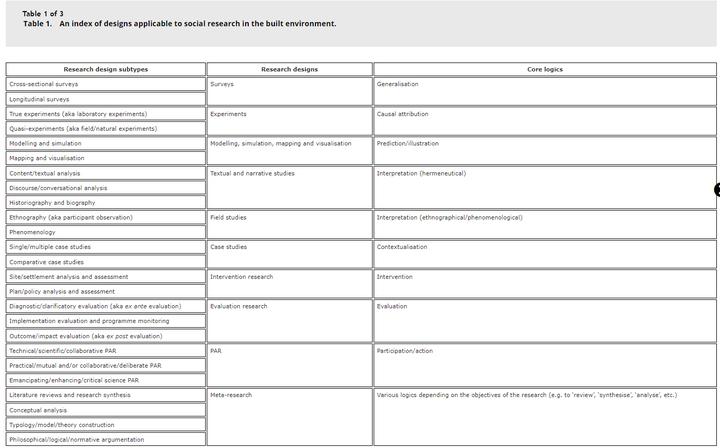 Table 1 of 3
Table 1. An index of designs applicable to social research in the built environment.
Research design subtypes Research designs Core logics
Cross-sectional surveys Surveys Generalisation
Longitudinal surveys
True experiments (aka laboratory experiments) Experiments Causal attribution
Quasi-experiments (aka field/natural experiments)
Modelling and simulation Modelling, simulation, mapping and visualisation Prediction/illustration
Mapping and visualisation
Content/textual analysis Textual and narrative studies Interpretation (hermeneutical)
Discourse/conversational analysis
Historiography and biography
Ethnography (aka participant observation) Field studies Interpretation (ethnographical/phenomenological)
Phenomenology
Single/multiple case studies Case studies Contextualisation
Comparative case studies
Site/settlement analysis and assessment Intervention research Intervention
Plan/policy analysis and assessment
Diagnostic/clarificatory evaluation (aka ex ante evaluation) Evaluation research Evaluation
Implementation evaluation and programme monitoring
Outcome/impact evaluation (aka ex post evaluation)
Technical/scientific/collaborative PAR PAR Participation/action
Practical/mutual and/or collaborative/deliberate PAR
Emancipating/enhancing/critical science PAR
Literature reviews and research synthesis Meta-research Various logics depending on the objectives of the research (e.g. to 'review', 'synthesise', 'analyse', etc.)
Conceptual analysis
Typology/model/theory construction
Philosophical/logical/normative argumentation